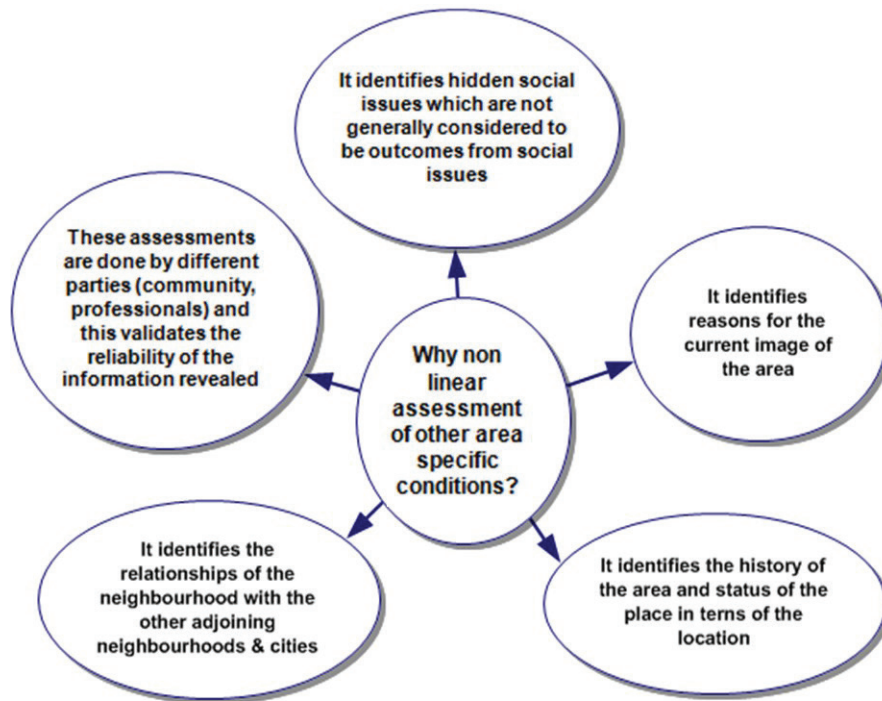 It identifies hidden social
issues which are not
generally considered to
be outcomes from social
issues
These assessments
are done by different
parties (community,
professionals) and
this validates the
reliability of the
information revealed
It identifies
reasons for the
current image of
the area
Why non
linear
assessment
of other area
specific
conditions?
It identifies the
relationships of the
neighbourhood with the
other adjoining
neighbourhoods & cities
It identifies the history of
the area and status of the
place in terns of the
location